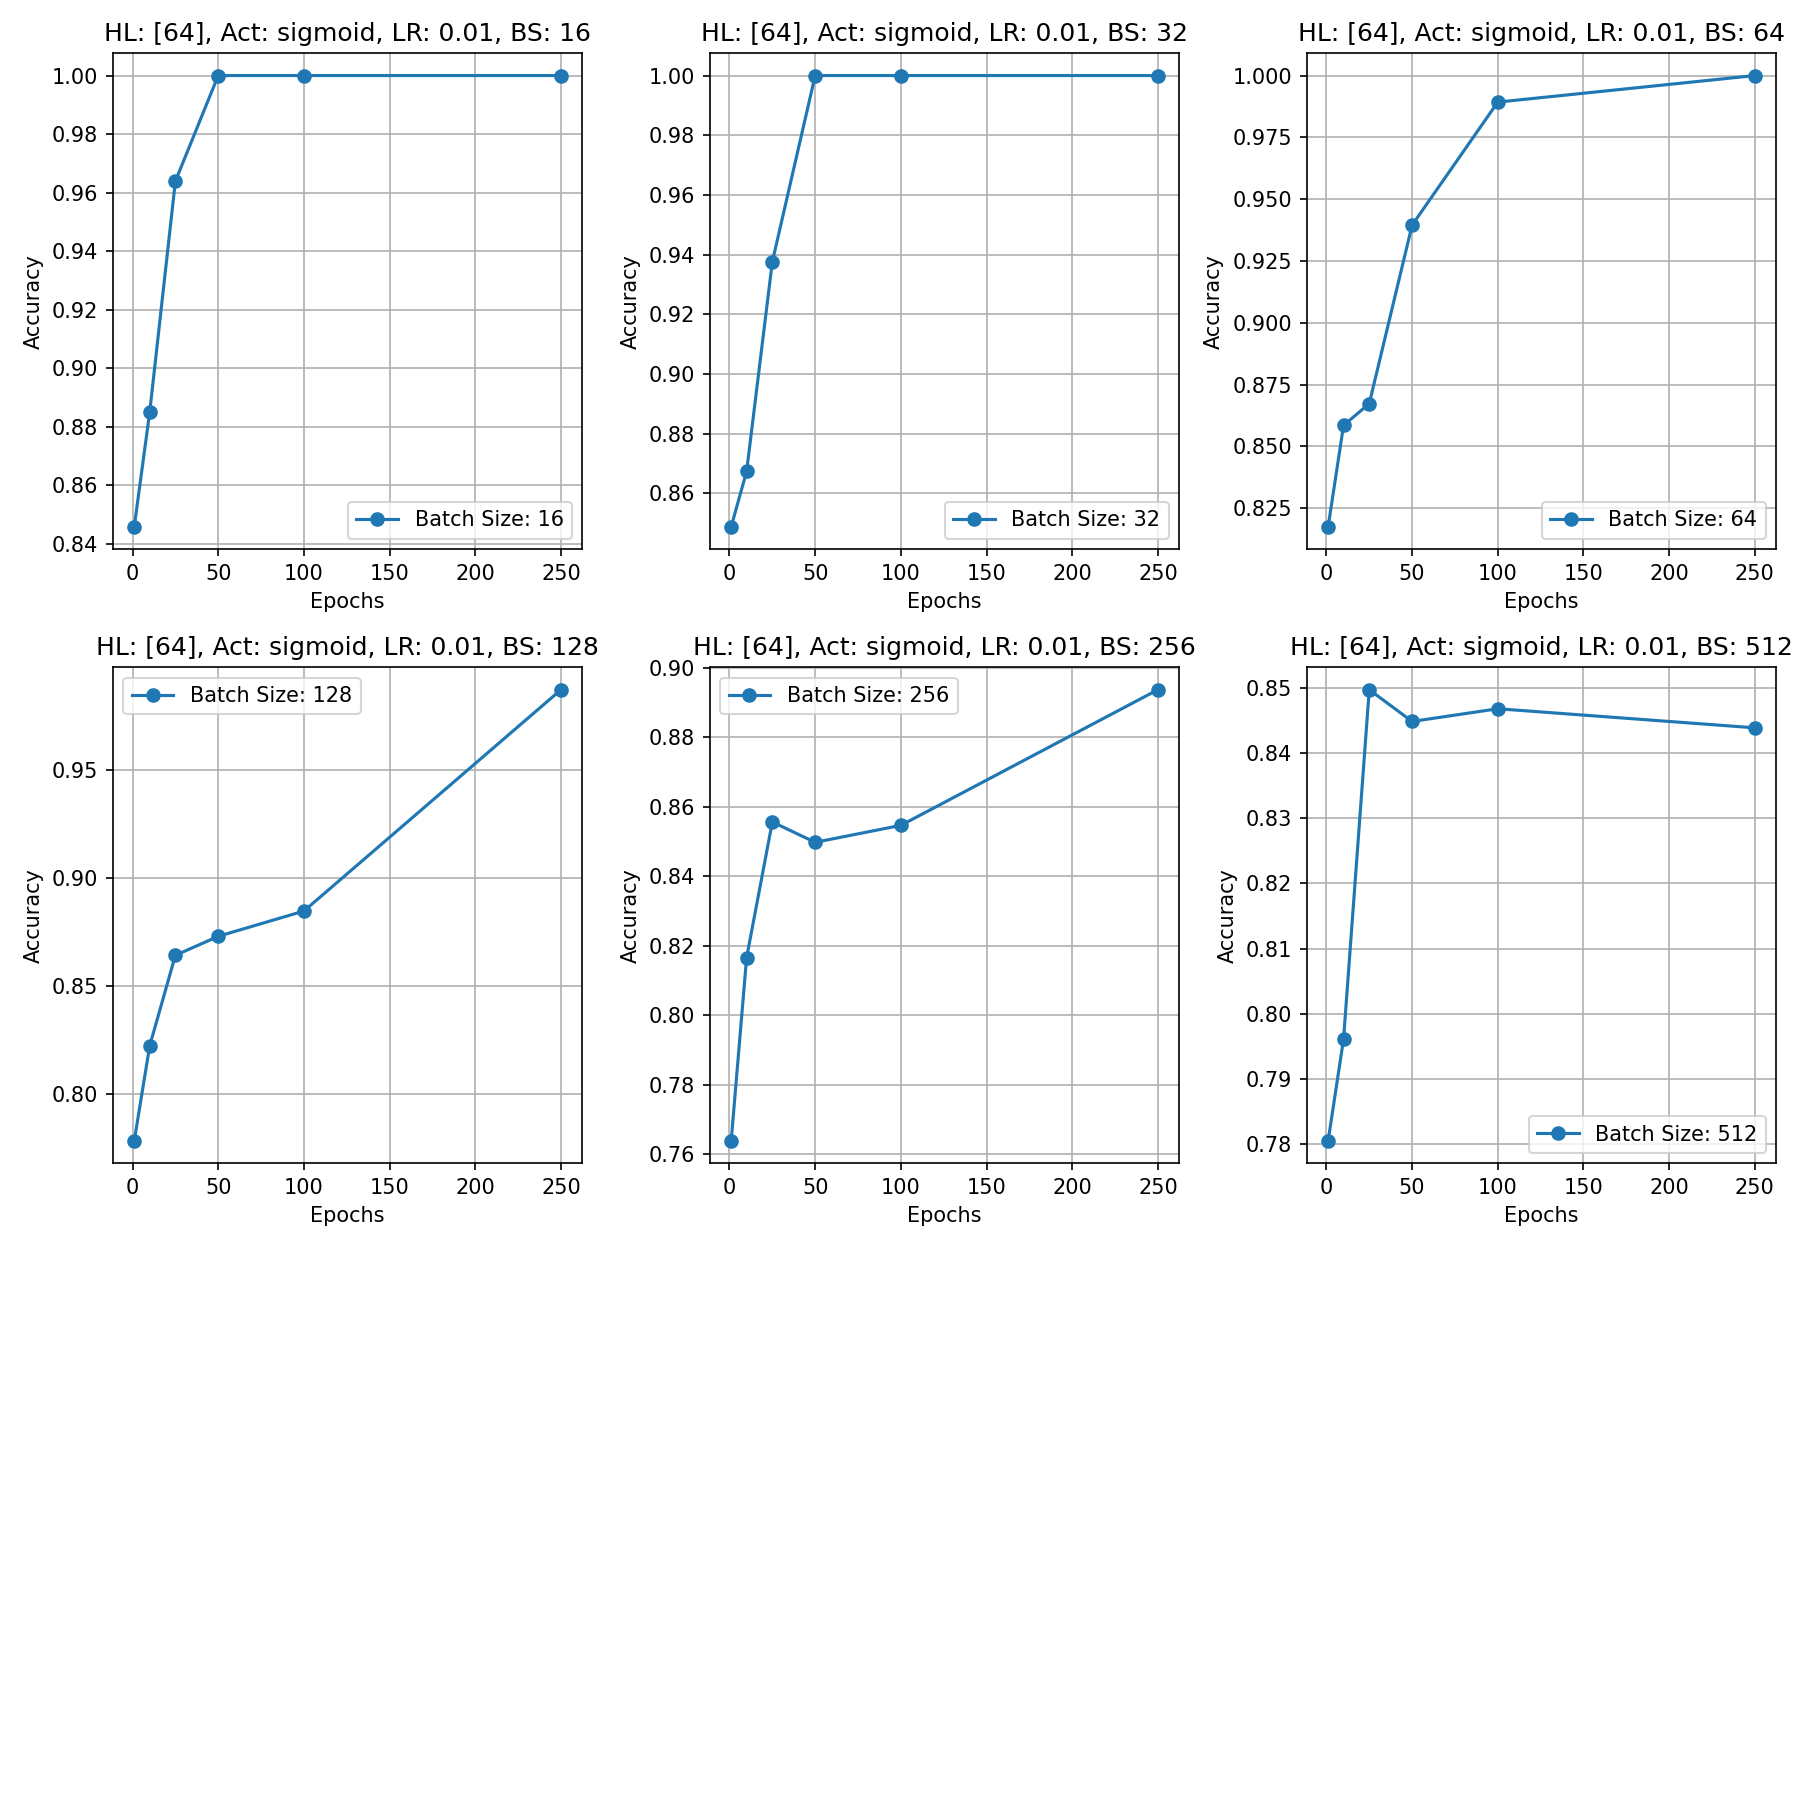 HL: [64], Act: sigmoid, LR: 0.01, BS: 16
1.00
0.98
0.96
0.94
0.92
0.90
0.88
0.86
0.84
Accuracy
Batch Size: 16
0 50 100 150 200 250
Epochs
HL: [64], Act: sigmoid, LR: 0.01, BS: 32
1.00
0.98
0.96
0.94
0.92
0.90
0.88
0.86
Accuracy
Batch Size: 32
0 50 100 150 200 250
Epochs
HL: [64], Act: sigmoid, LR: 0.01, BS: 64
1.000
0.975
0.950
0.925
0.900
0.875
0.850
0.825
Accuracy
Batch Size: 64
0 50 100 150 200 250
Epochs
HL: [64], Act: sigmoid, LR: 0.01, BS: 128
Batch Size: 128
0.95
0.90
0.85
0.80
Accuracy
0 50 100 150 200 250
Epochs
HL: [64], Act: sigmoid, LR: 0.01, BS: 256
Batch Size: 256
0.90
0.88
0.86
0.84
0.82
0.80
0.78
0.76
Accuracy
0 50 100 150 200 250
Epochs
HL: [64], Act: sigmoid, LR: 0.01, BS: 512
0.85
0.84
0.83
0.82
0.81
0.80
0.79
0.78
Accuracy
Batch Size: 512
0 50 100 150 200 250
Epochs